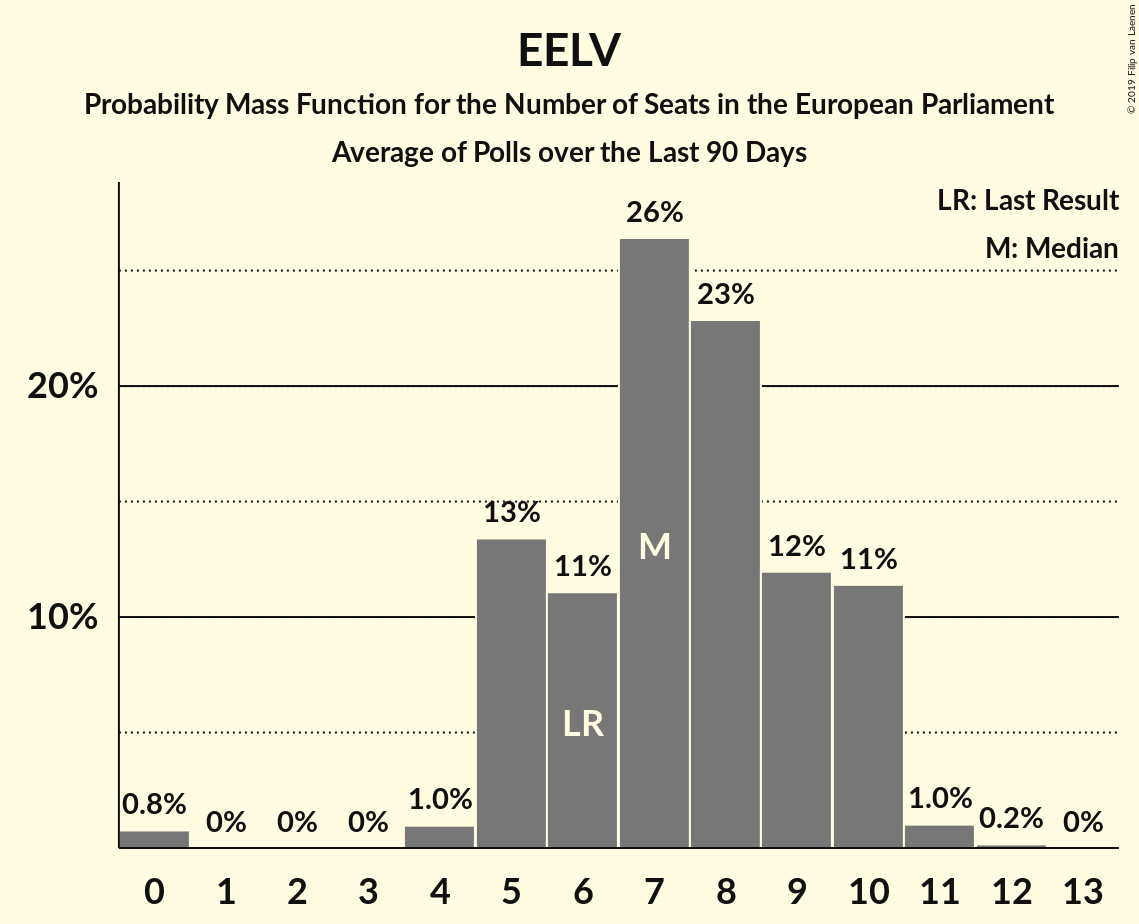 EELV
Probability Mass Function for the Number of Seats in the European Parliament
Average of Polls over the Last 90 Days
© 2019 Filip van Laenen
LR: Last Result
M: Median
26%
23%
20%
13%
12%
11%
11%
M
10%
LR
0.8%
0%
0%
0%
1.0%
1.0%
0.2%
0%
0 1 2 3 4 5 6 7 8 9 10 11 12 13